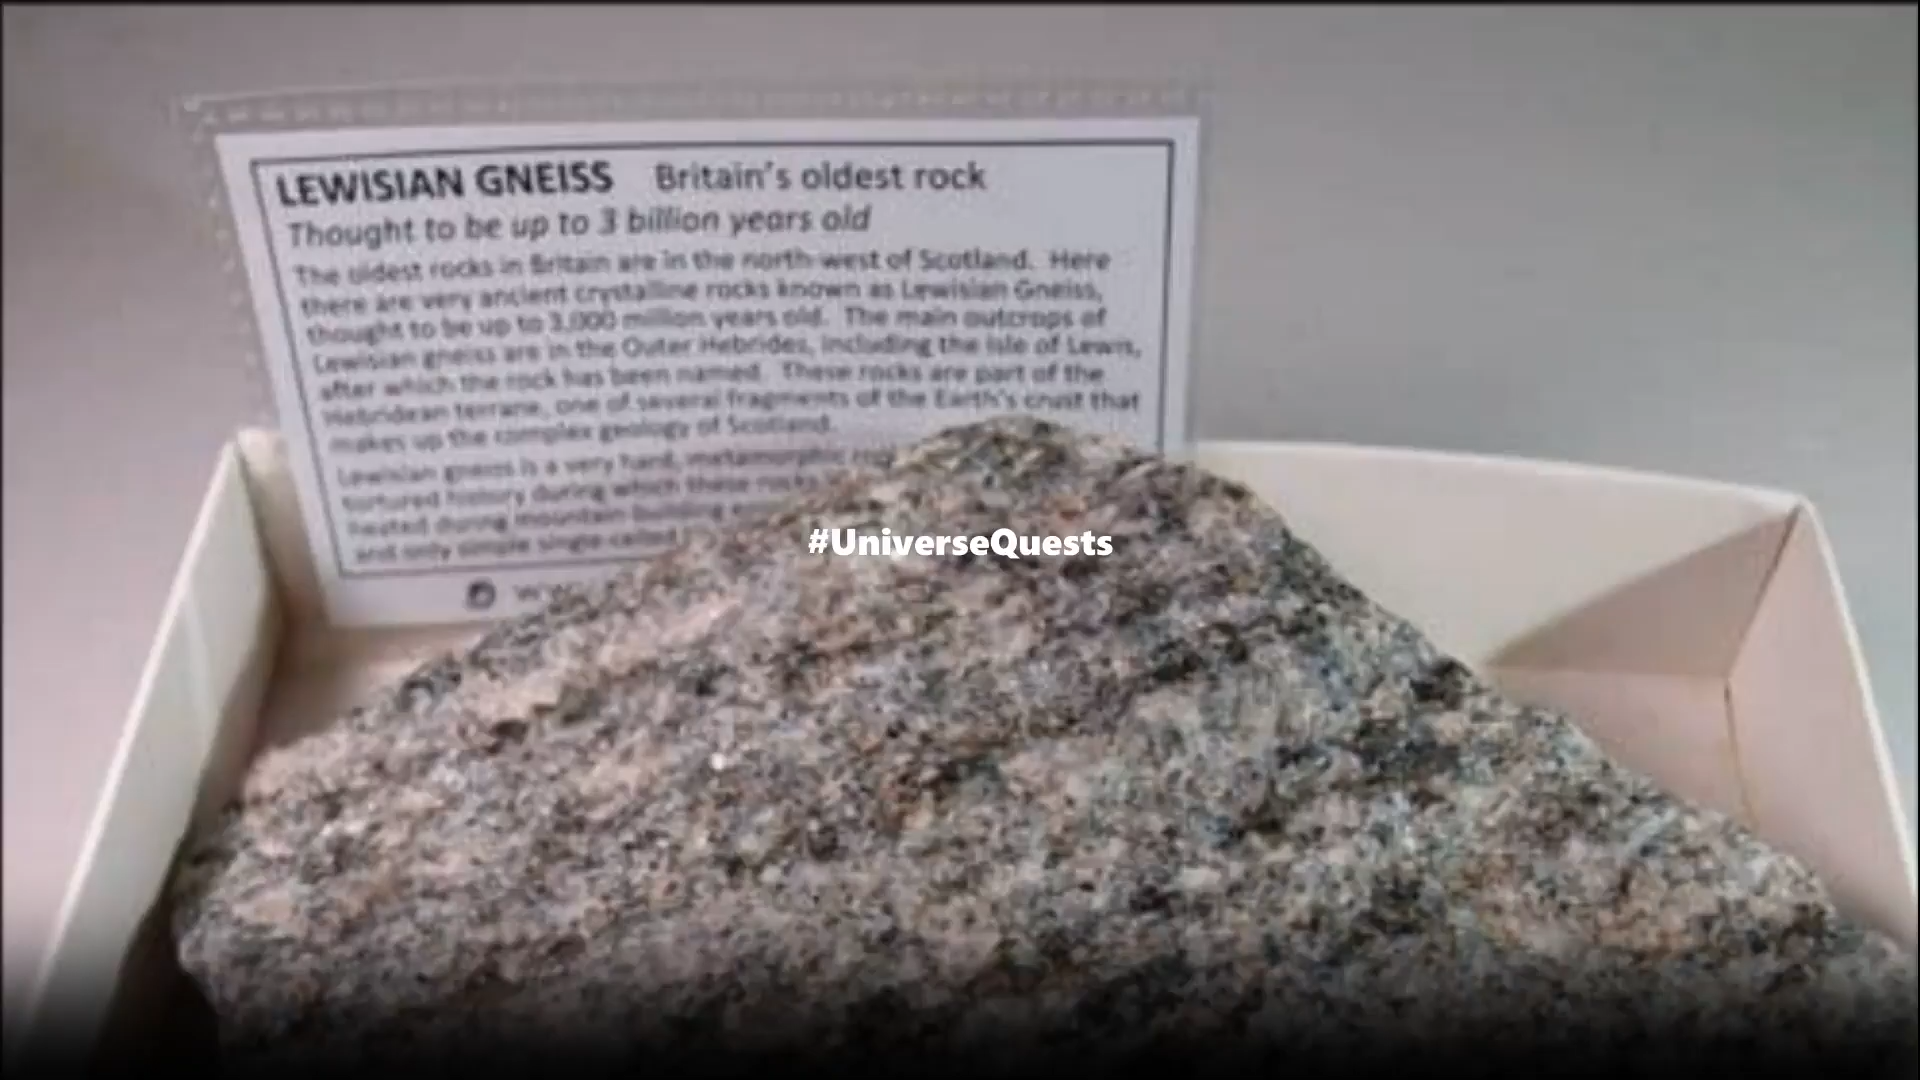 LEWISIAN GNEISS Britain's oldest rock
Thought to be up to 3 billion years old
The oldest rocks in Britain are in the north-west of Scotland. Here
there are very ancient crystalline rocks known as Lewisian Gneiss,
thought to be up to 3,000 million years old. The main outcrops of
Lewisian gneiss are in the Outer Hebrides, including the Isle of Lewis,
after which the rock has been named. These rocks are part of the
Hebridean terrane, one of several fragments of the Earth's crust that
makes up the complex geology of Scotland.
Lewisian gneiss is a very hard, metamorphic
tortured history during which these rocks
heated during mountain building
and only simple single-celled
#UniverseQuests